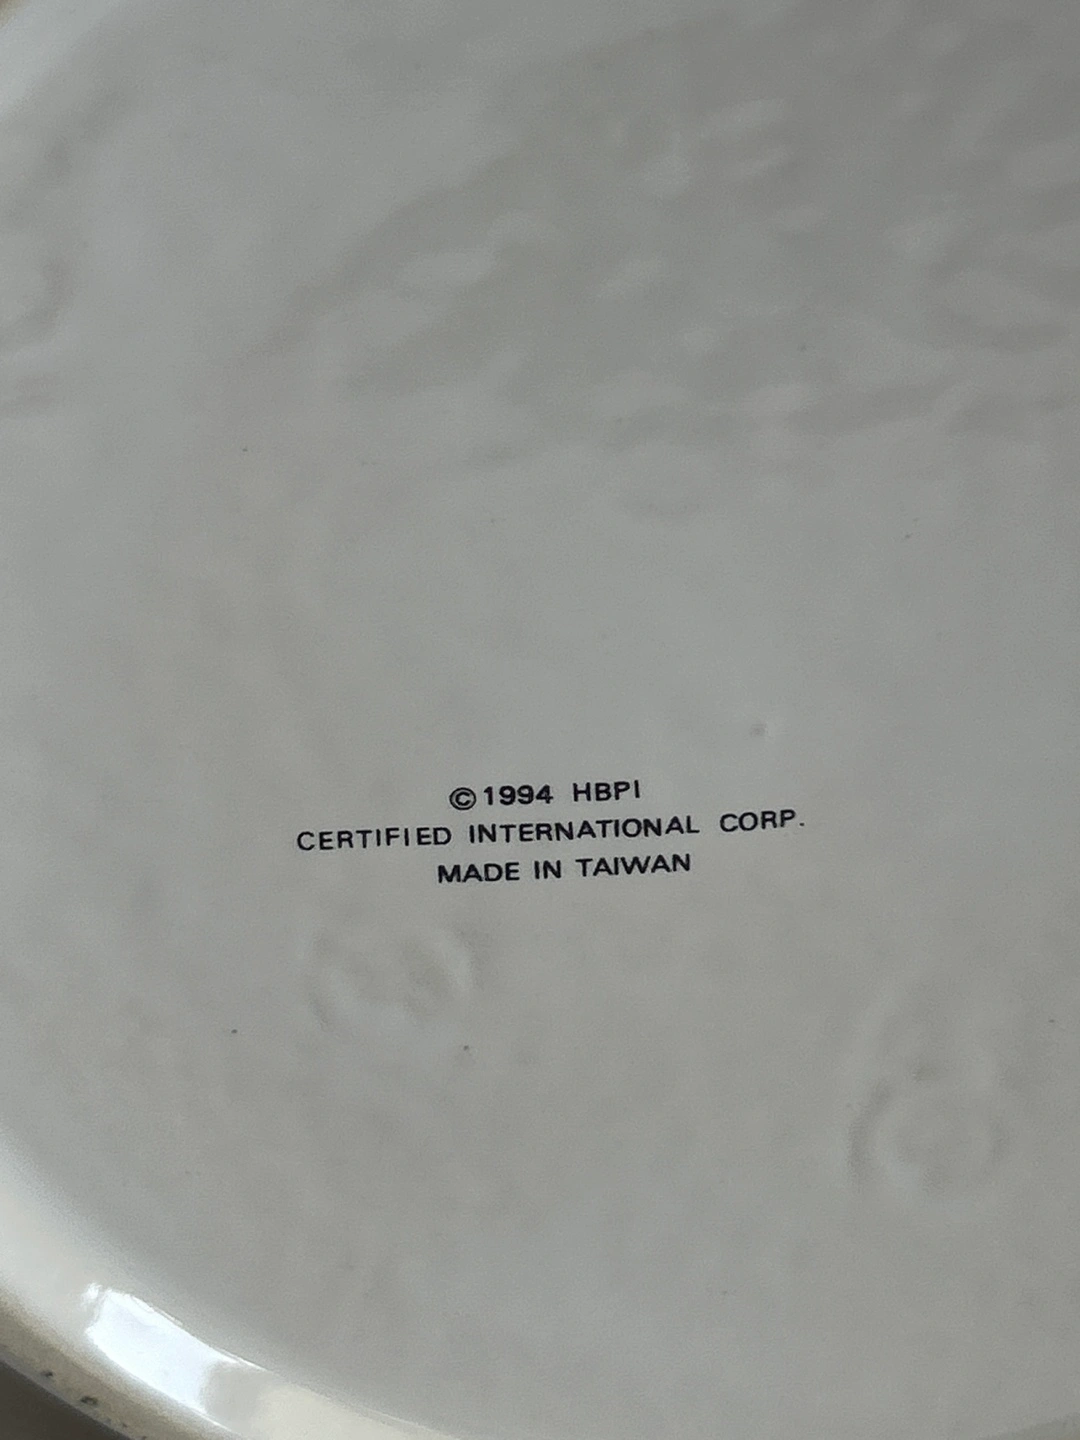 ©1994 HBPI
CERTIFIED INTERNATIONAL CORP.
MADE IN TAIWAN